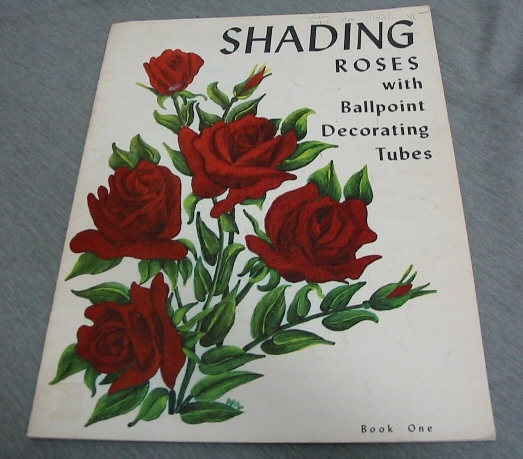 SHADING
ROSES
with
Ballpoint
Decorating
Tubes
Book One